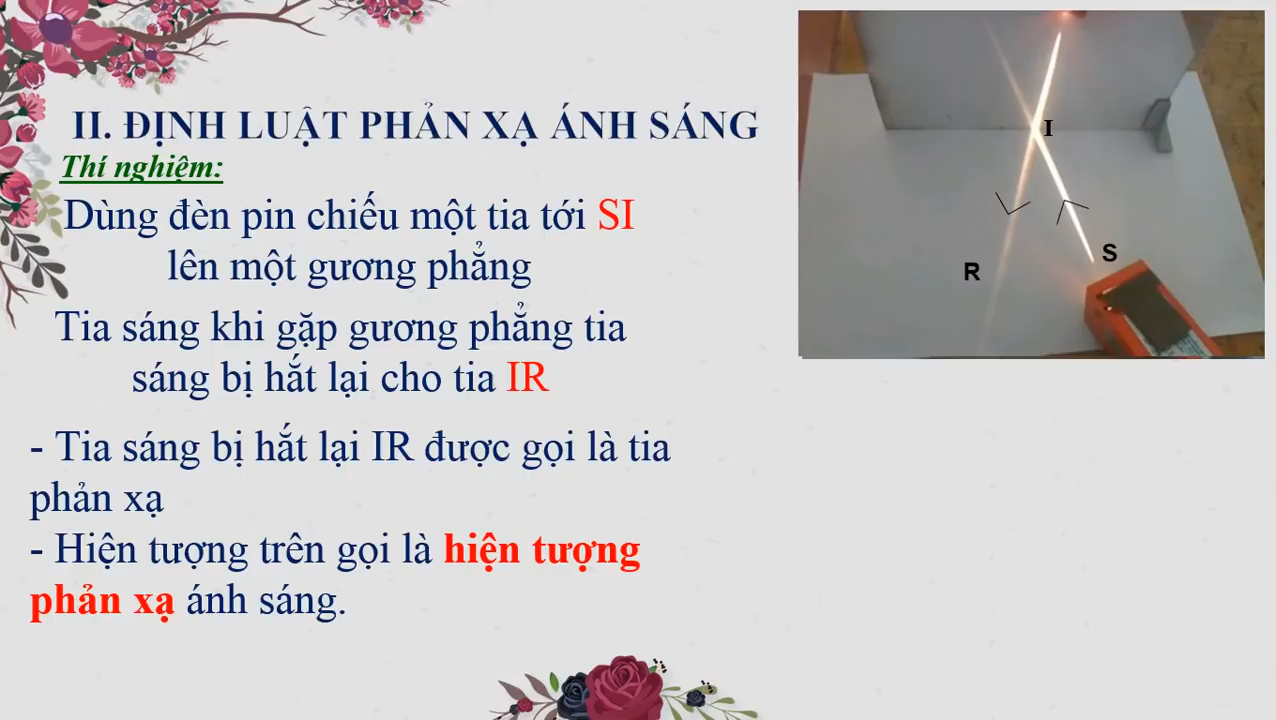 II. ĐỊNH LUẬT PHẢN XẠ ÁNH SÁNG
Thí nghiệm:
Dùng đèn pin chiếu một tia tới SI
lên một gương phẳng
Tia sáng khi gặp gương phẳng tia
sáng bị hắt lại cho tia IR
- Tia sáng bị hắt lại IR được gọi là tia
phản xạ
- Hiện tượng trên gọi là hiện tượng
phản xạ ánh sáng.
I
S
R